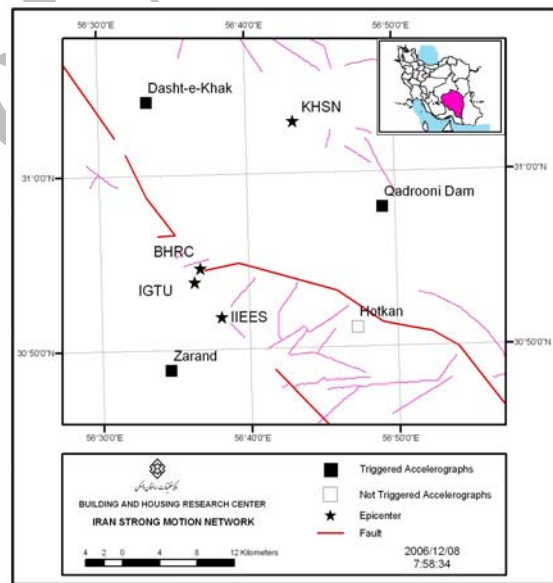 56°30'0"E 56°40'0"E 56°50'0"E
Dasht-e-Khak
KHSN
31°0'0"N
31°0'0"N
Qadrooni Dam
BHRC
IGTU
IIEES
Hotkan
30°50'0"N
Zarand
30°50'0"N
56°30'0"E 56°40'0"E 56°50'0"E
BUILDING AND HOUSING RESEARCH CENTER
IRAN STRONG MOTION NETWORK
4 2 0 4 8 12 Kilometers
Triggered Accelerographs
Not Triggered Accelerographs
Epicenter
Fault
2006/12/08
7:58:34